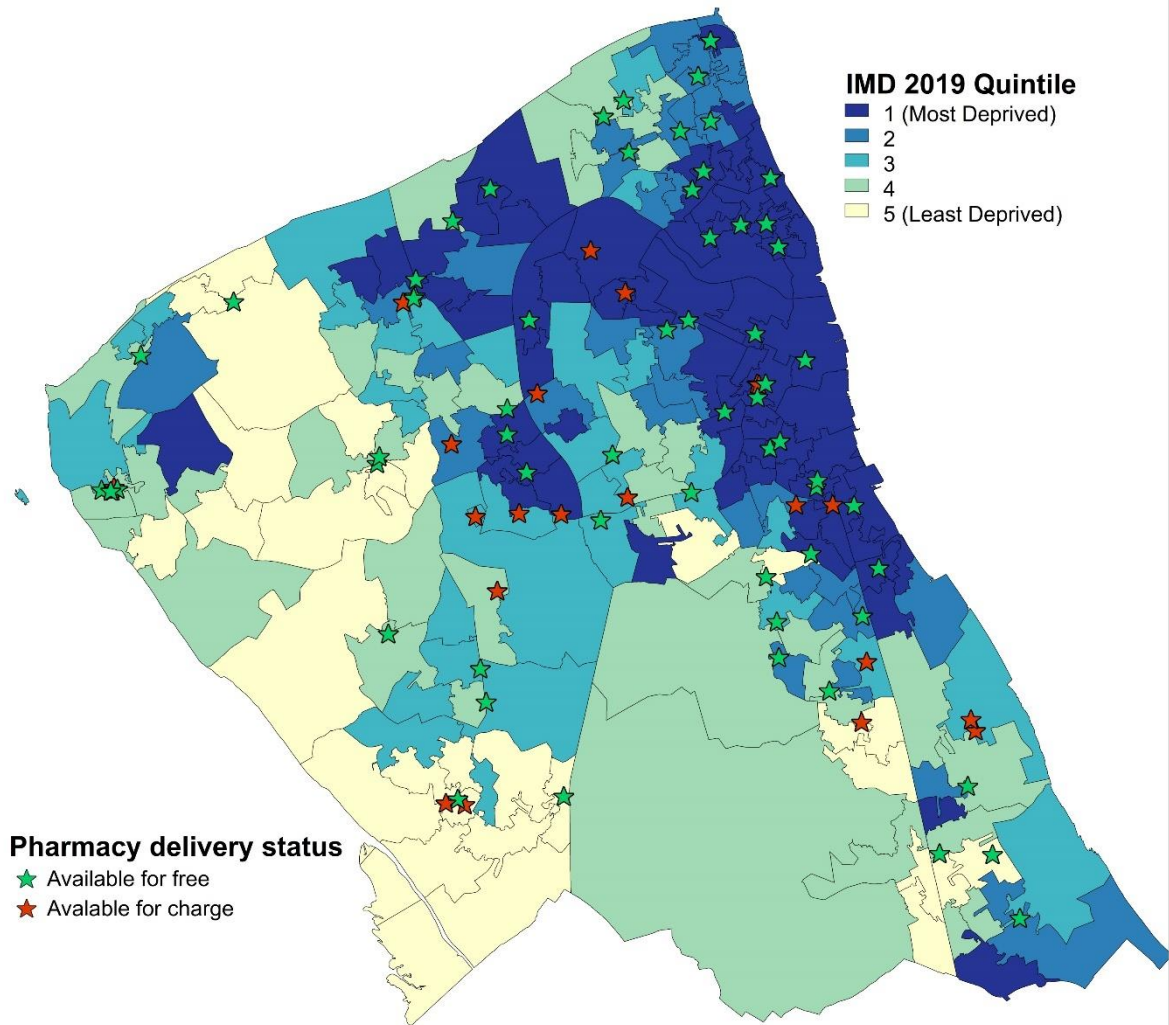 IMD 2019 Quintile
1 (Most Deprived)
2
3
4
5 (Least Deprived)
Pharmacy delivery status
Available for free
Avalable for charge